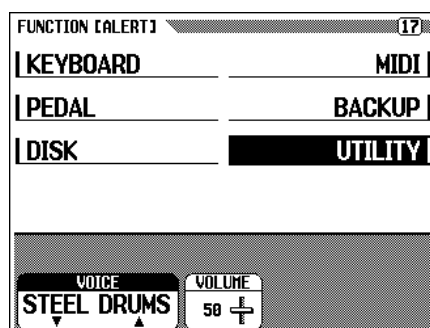 FUNCTION [ALERT] 17
KEYBOARD MIDI
PEDAL BACKUP
DISK UTILITY
VOICE VOLUME
STEEL DRUMS 50